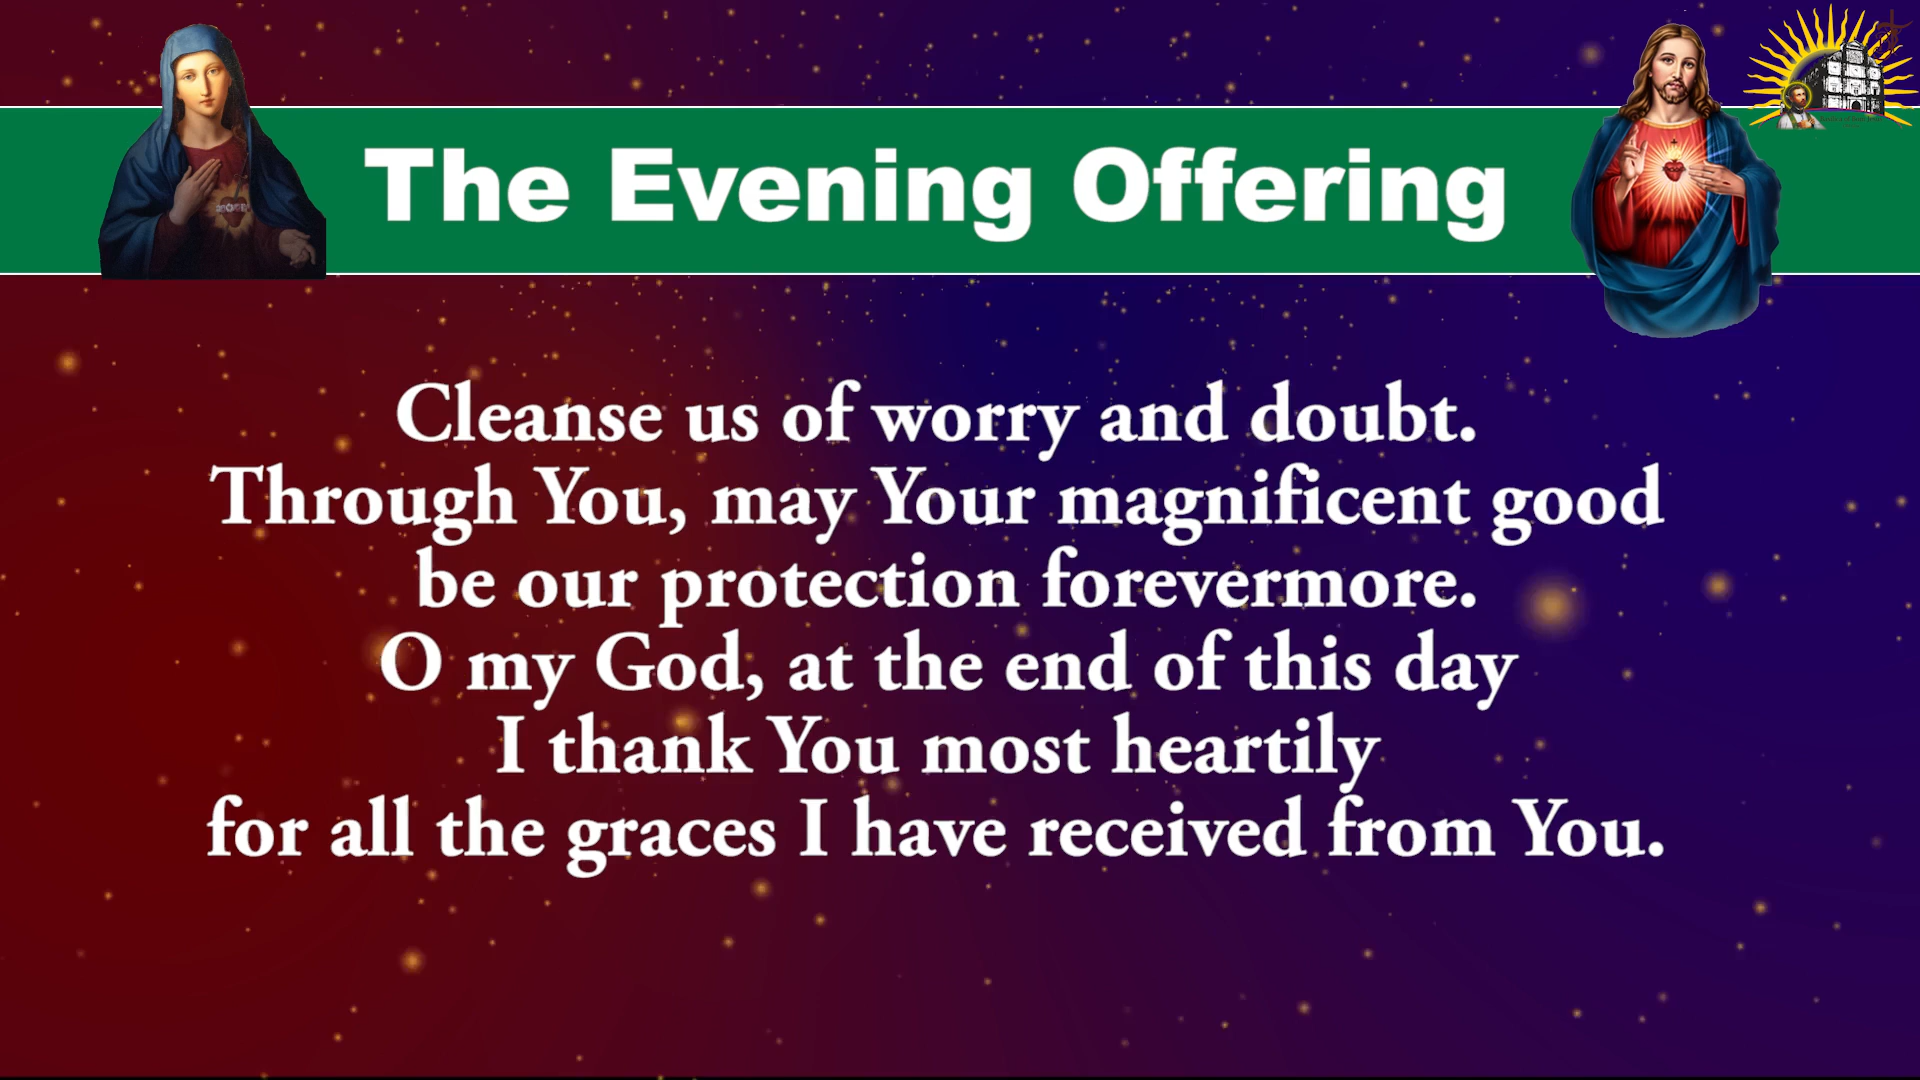 The Evening Offering
Cleanse us of worry and doubt.
Through You, may Your magnificent good
be our protection forevermore.
O my God, at the end of this day
I thank You most heartily
for all the graces I have received from You.